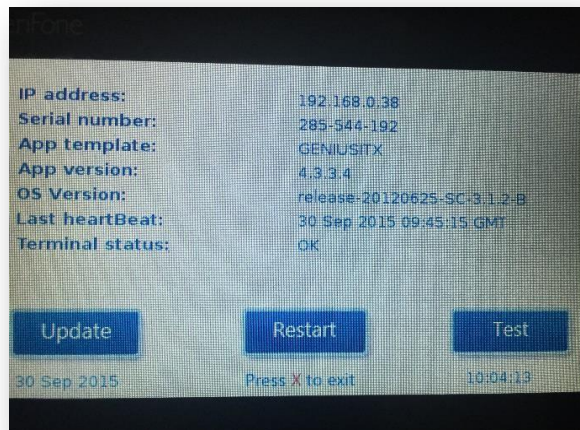 IP address: 192.168.0.38
Serial number: 285-544-192
App template: GENIUSITX
App version: 4.3.3.4
OS Version: release-20120625-SC-3.1.2-B
Last heartBeat: 30 Sep 2015 09:45:15 GMT
Terminal status: OK
Update Restart Test
30 Sep 2015 Press X to exit 10:04:13